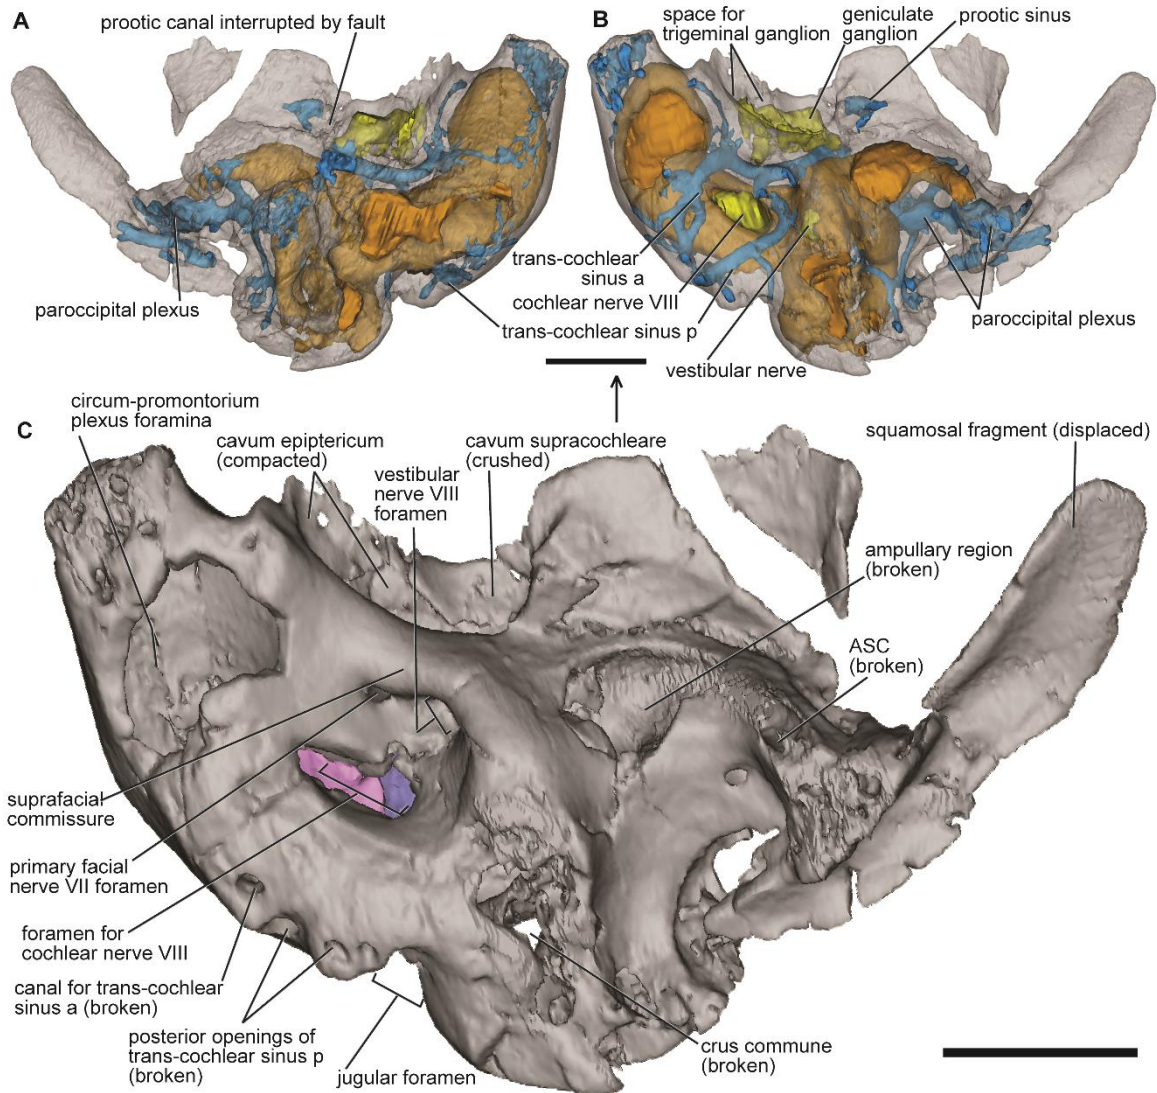 A
prootic canal interrupted by fault
paroccipital plexus
B
space for
trigeminal ganglion
geniculate
ganglion
prootic sinus
trans-cochlear
sinus a
cochlear nerve VIII
trans-cochlear sinus p
vestibular nerve
paroccipital plexus
C
circum-promontorium
plexus foramina
cavum epiptericum
(compacted)
vestibular
nerve VIII
foramen
cavum supracochleare
(crushed)
squamosal fragment (displaced)
ampullary region
(broken)
ASC
(broken)
suprafacial
commissure
primary facial
nerve VII foramen
foramen for
cochlear nerve VIII
canal for trans-cochlear
sinus a (broken)
posterior openings of
trans-cochlear sinus p
(broken)
jugular foramen
crus commune
(broken)